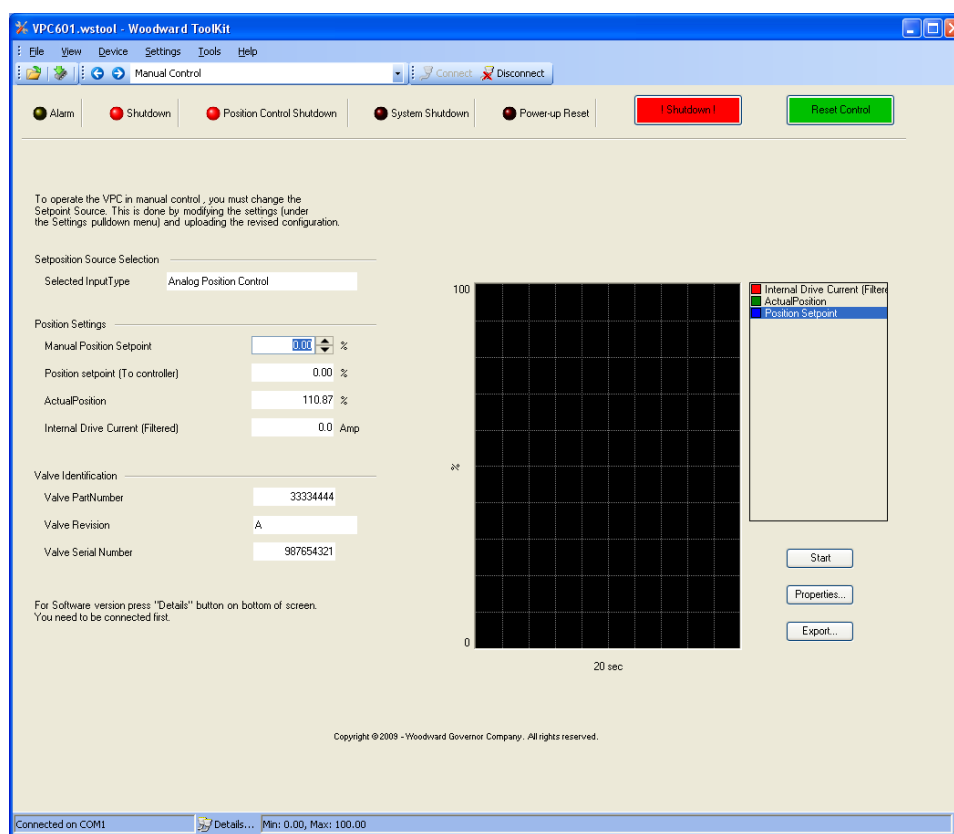 VPC601.wstool - Woodward ToolKit
File View Device Settings Tools Help
Manual Control Connect Disconnect
Alarm Shutdown Position Control Shutdown System Shutdown Power-up Reset ! Shutdown ! Reset Control
To operate the VPC in manual control , you must change the
Setpoint Source. This is done by modifying the settings (under
the Settings pulldown menu) and uploading the revised configuration.
Setposition Source Selection
Selected InputType Analog Position Control
Position Settings
Manual Position Setpoint 0.00 %
Position setpoint (To controller) 0.00 %
ActualPosition 110.87 %
Internal Drive Current (Filtered) 0.0 Amp
Valve Identification
Valve PartNumber 33334444
Valve Revision A
Valve Serial Number 987654321
For Software version press "Details" button on bottom of screen.
You need to be connected first.
100
%
0
20 sec
Internal Drive Current (Filtere
ActualPosition
Position Setpoint
Start
Properties...
Export...
Copyright © 2009 - Woodward Governor Company. All rights reserved.
Connected on COM1 Details... Min: 0.00, Max: 100.00